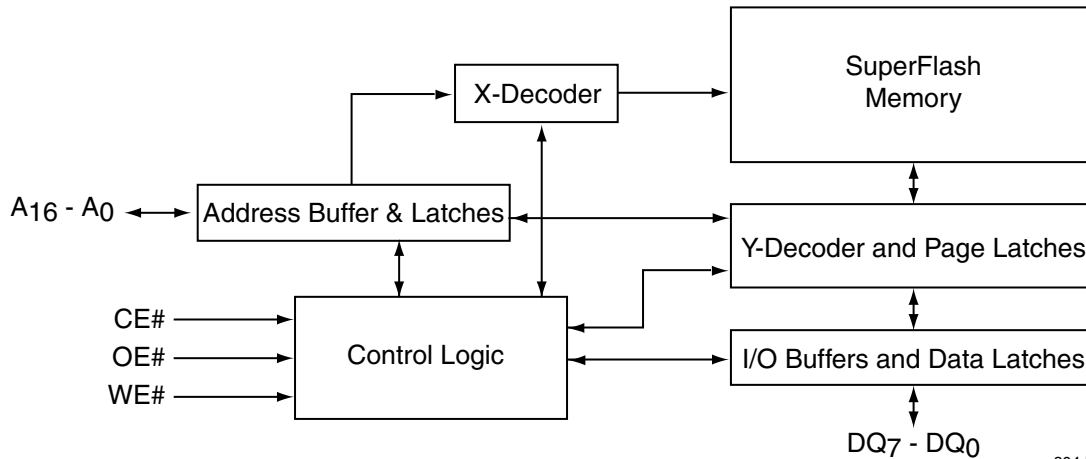 SuperFlash
Memory
X-Decoder
A16 - A0
Address Buffer & Latches
Y-Decoder and Page Latches
CE#
OE#
WE#
Control Logic
I/O Buffers and Data Latches
DQ7 - DQ0